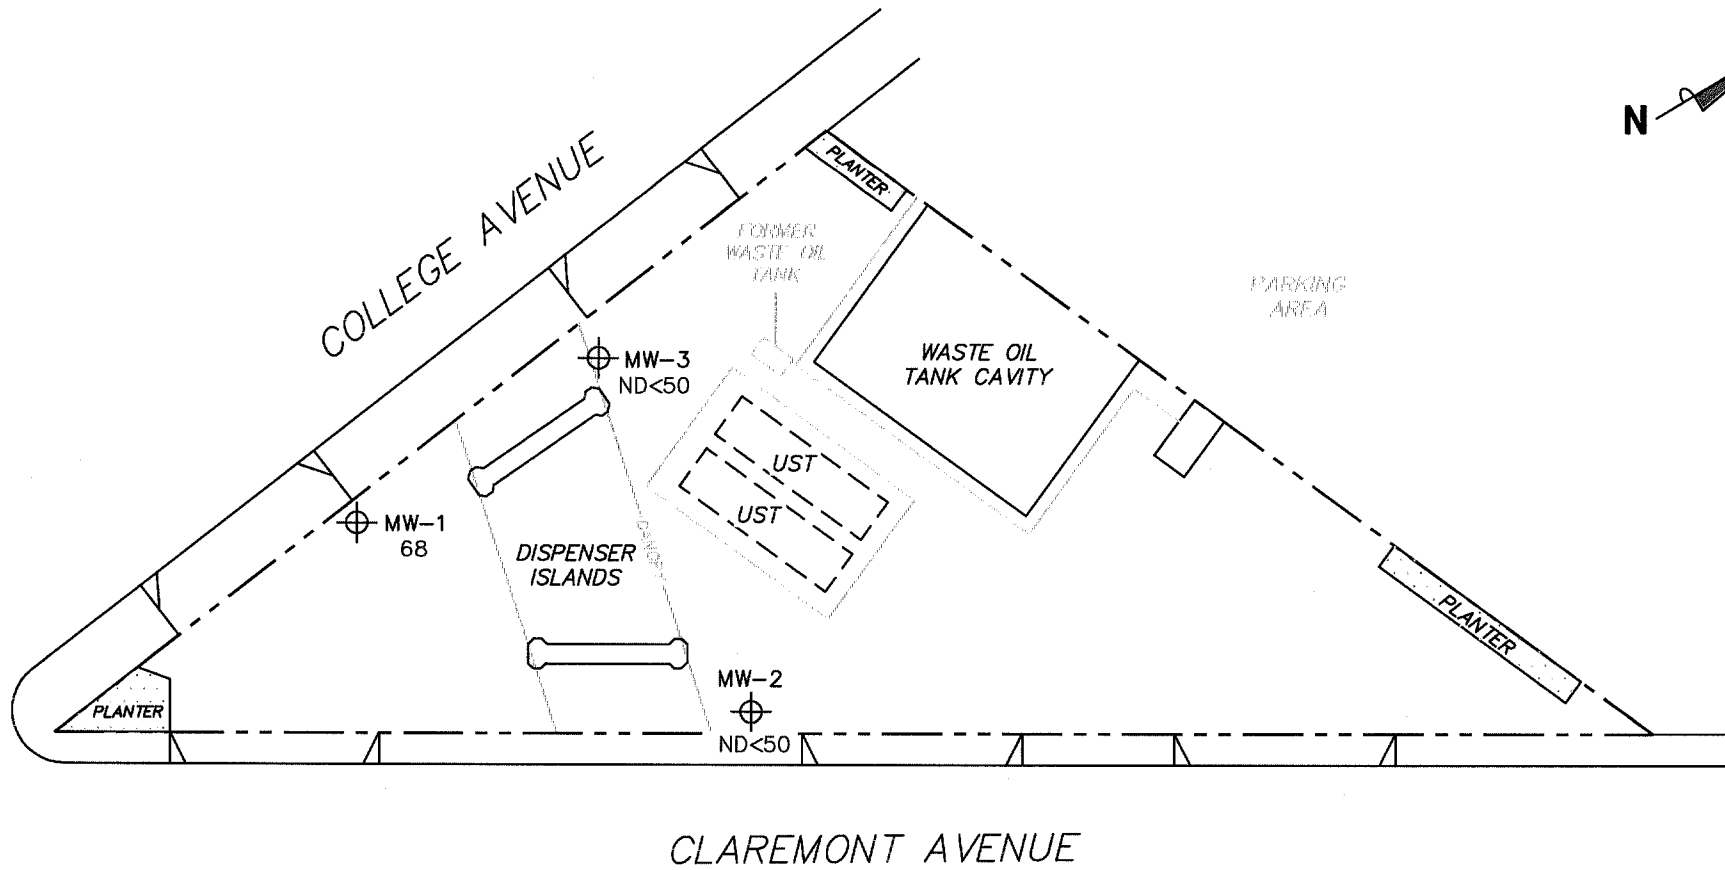 COLLEGE AVENUE
N
PLANTER
FORMER
WASTE OIL
TANK
PARKING
AREA
WASTE OIL
TANK CAVITY
MW-3
ND<50
UST
UST
MW-1
68
DISPENSER
ISLANDS
CANOPY
PLANTER
MW-2
ND<50
PLANTER
CLAREMONT AVENUE